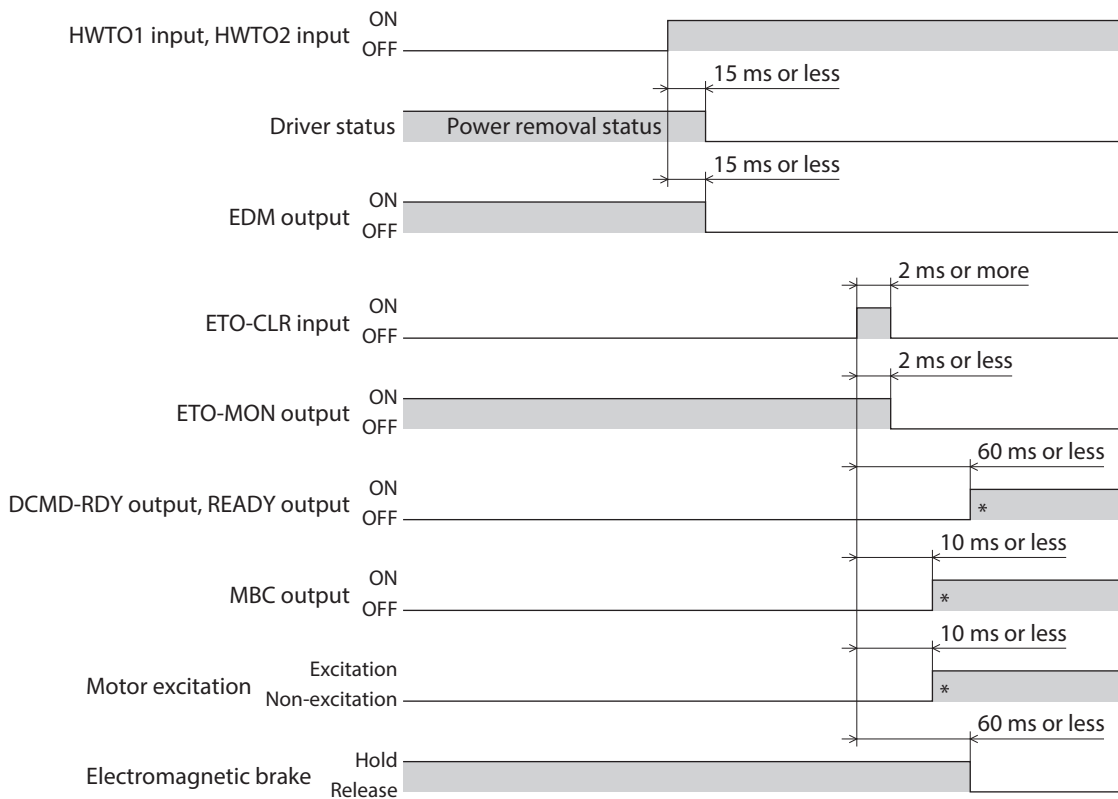 HWTO1 input, HWTO2 input
ON
OFF
15 ms or less
Driver status
Power removal status
15 ms or less
EDM output
ON
OFF
2 ms or more
ETO-CLR input
ON
OFF
2 ms or less
ETO-MON output
ON
OFF
60 ms or less
DCMD-RDY output, READY output
ON
OFF
*
10 ms or less
MBC output
ON
OFF
*
10 ms or less
Motor excitation
Excitation
Non-excitation
*
60 ms or less
Electromagnetic brake
Hold
Release